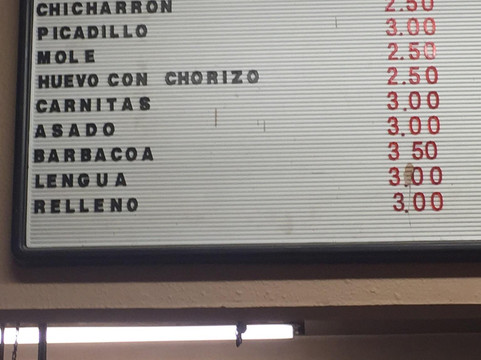 CHICHARRON 2.50
PICADILLO 3.00
MOLE 2.50
HUEVO CON CHORIZO 2.50
CARNITAS 3.00
ASADO 3.00
BARBACOA 3 50
LENGUA 3.00
RELLENO 3.00